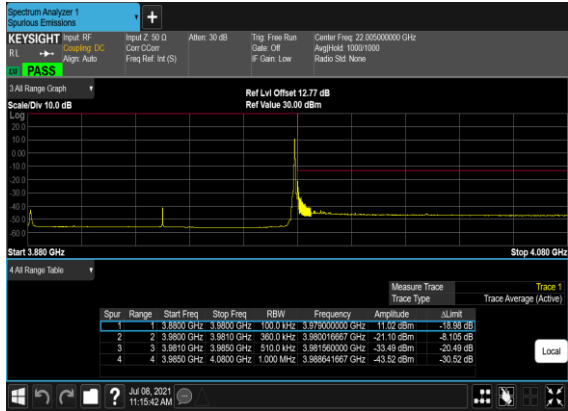 Spectrum Analyzer 1
Spurious Emissions
+
KEYSIGHT Input: RF Input Z: 50 Ω Atten: 30 dB Trig: Free Run Center Freq: 22.005000000 GHz
RL Coupling: DC Corr CCorr Gate: Off Avg|Hold: 1000/1000
Align: Auto Freq Ref: Int (S) IF Gain: Low Radio Std: None
PASS
3 All Range Graph
Ref Lvl Offset 12.77 dB
Scale/Div 10.0 dB Ref Value 30.00 dBm
Log
20.0
10.0
0.00
-10.0
-20.0
-30.0
-40.0
-50.0
-60.0
Start 3.880 GHz Stop 4.080 GHz
4 All Range Table
Measure Trace Trace 1
Trace Type Trace Average (Active)
Spur Range Start Freq Stop Freq RBW Frequency Amplitude ΔLimit
1 1 3.8800 GHz 3.9800 GHz 100.0 kHz 3.979000000 GHz 11.02 dBm -18.98 dB
2 2 3.9800 GHz 3.9810 GHz 360.0 kHz 3.980016667 GHz -21.10 dBm -8.105 dB
3 3 3.9810 GHz 3.9850 GHz 510.0 kHz 3.981560000 GHz -33.49 dBm -20.49 dB
4 4 3.9850 GHz 4.0800 GHz 1.000 MHz 3.988641667 GHz -43.52 dBm -30.52 dB
Local
? Jul 08, 2021
11:15:42 AM